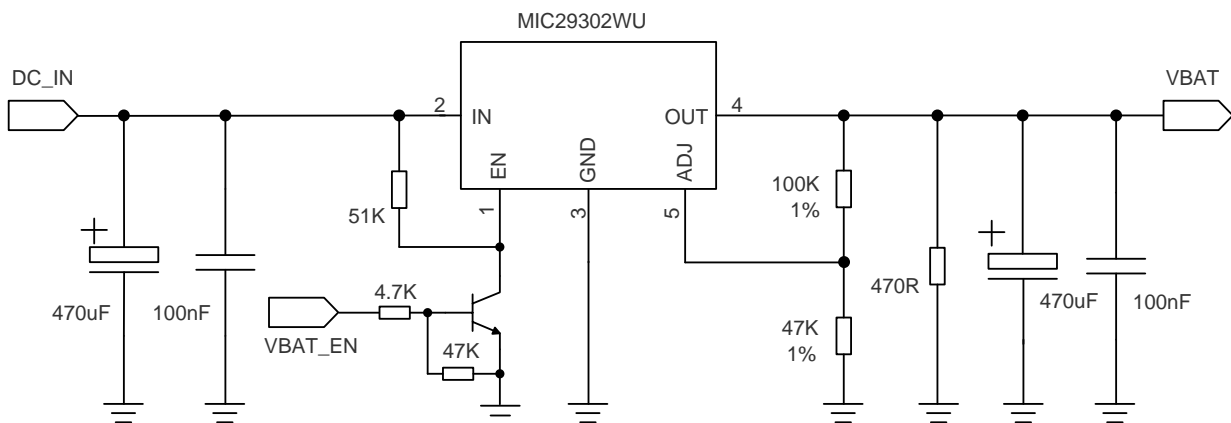 MIC29302WU
DC_IN
VBAT
2
IN
OUT
4
EN
GND
ADJ
1
3
5
51K
100K
1%
470uF
100nF
4.7K
VBAT_EN
47K
47K
1%
470R
470uF
100nF